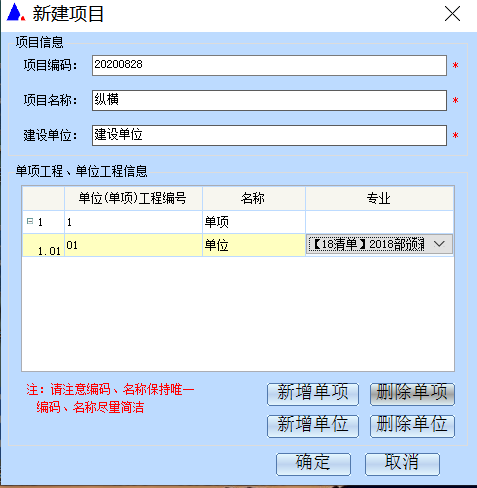 新建项目
项目信息
项目编码： 20200828 *
项目名称： 纵横 *
建设单位： 建设单位 *
单项工程、单位工程信息
单位(单项)工程编号 名称 专业
1 1 单项
1.01 01 单位 【18清单】2018部颁
注：请注意编码、名称保持唯一
编码、名称尽量简洁
新增单项 删除单项
新增单位 删除单位
确定 取消